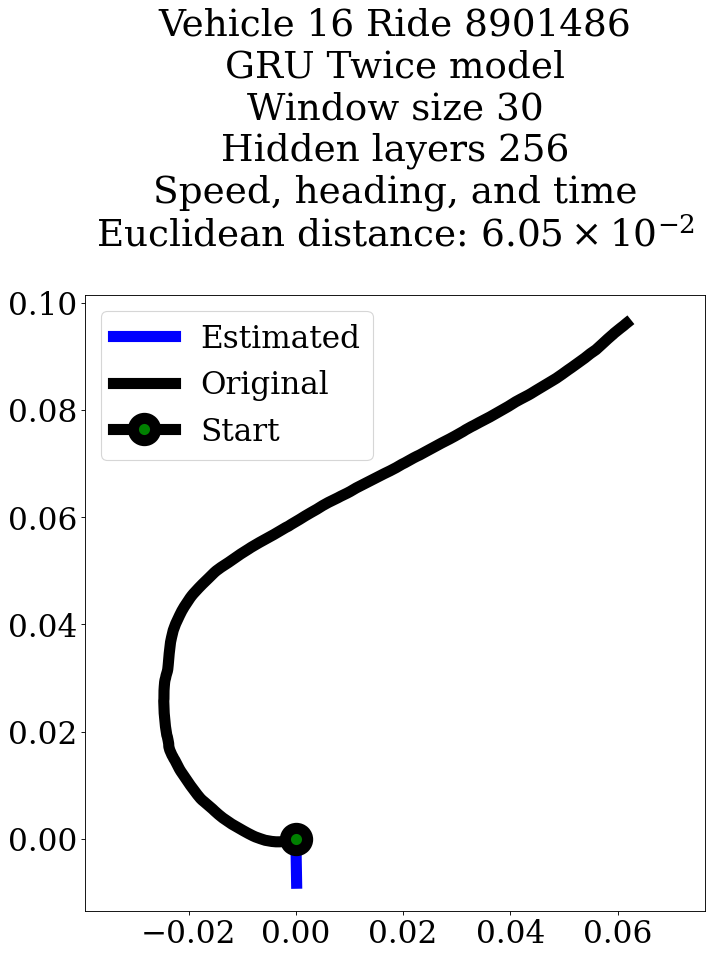 Vehicle 16 Ride 8901486
GRU Twice model
Window size 30
Hidden layers 256
Speed, heading, and time
Euclidean distance: 6.05 × 10⁻²
0.10
0.08
0.06
0.04
0.02
0.00
Estimated
Original
Start
−0.02 0.00 0.02 0.04 0.06